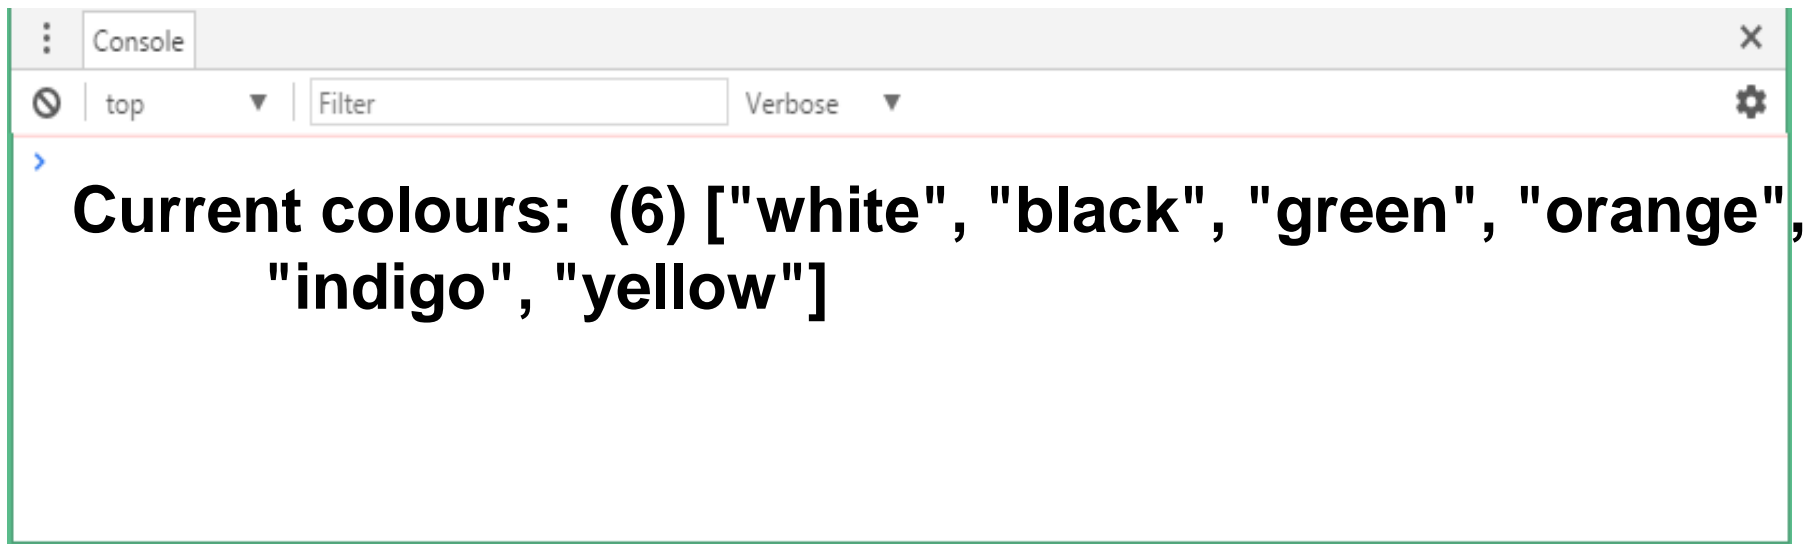 Console
top Filter Verbose
Current colours: (6) ["white", "black", "green", "orange",
"indigo", "yellow"]